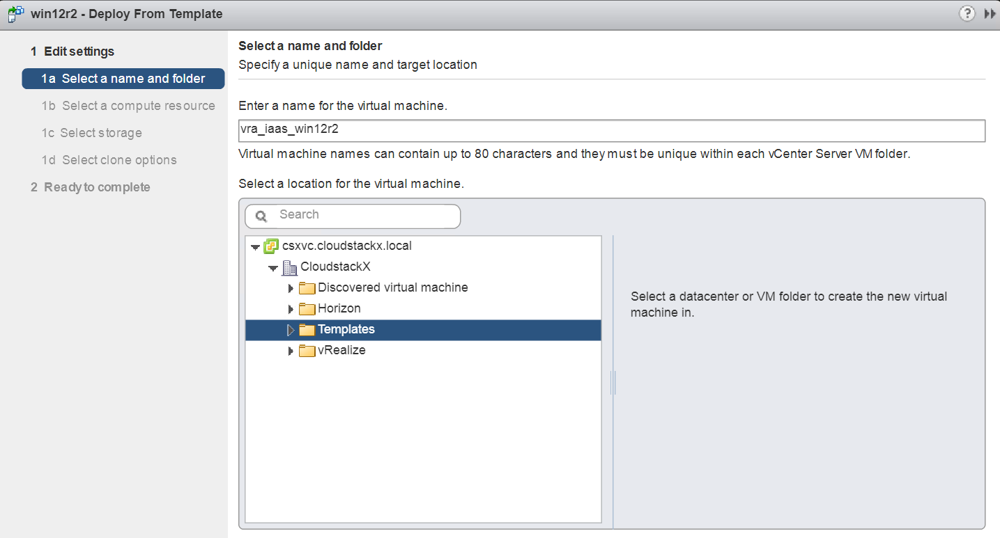 win12r2 - Deploy From Template
?
1 Edit settings
1a Select a name and folder
1b Select a compute resource
1c Select storage
1d Select clone options
2 Ready to complete
Select a name and folder
Specify a unique name and target location
Enter a name for the virtual machine.
vra_iaas_win12r2
Virtual machine names can contain up to 80 characters and they must be unique within each vCenter Server VM folder.
Select a location for the virtual machine.
Search
csxvc.cloudstackx.local
CloudstackX
Discovered virtual machine
Horizon
Templates
vRealize
Select a datacenter or VM folder to create the new virtual
machine in.